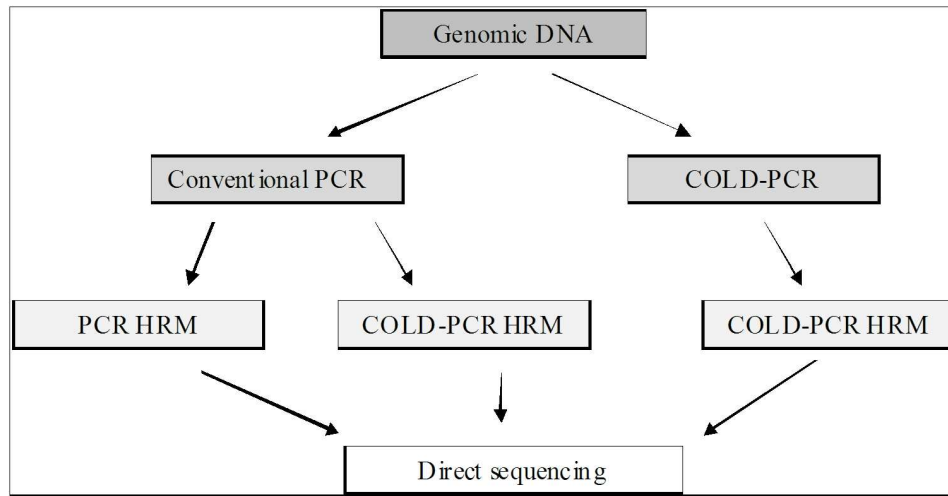 Genomic DNA
Conventional PCR
COLD-PCR
PCR HRM
COLD-PCR HRM
COLD-PCR HRM
Direct sequencing